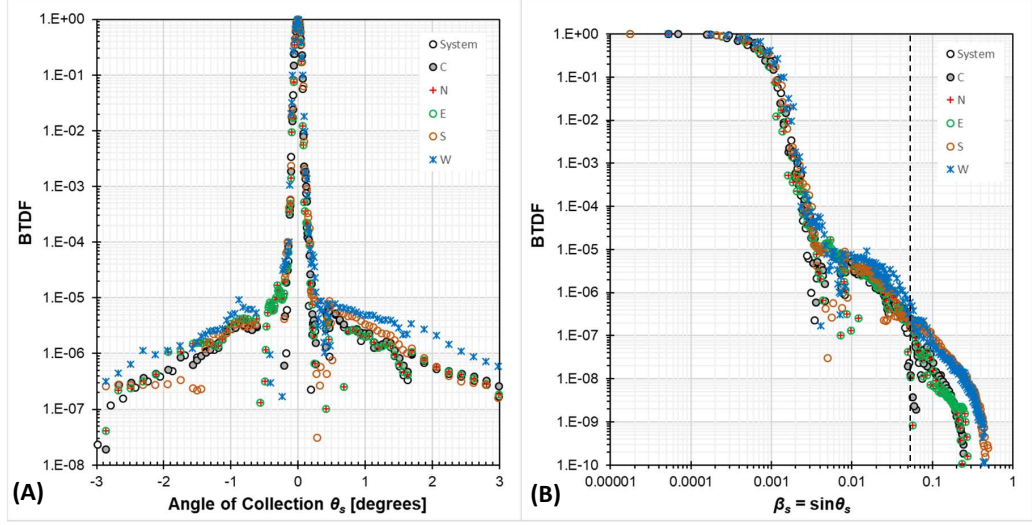 1.E+00
1.E-01
1.E-02
1.E-03
1.E-04
1.E-05
1.E-06
1.E-07
1.E-08
BTDF
-3 -2 -1 0 1 2 3
Angle of Collection θs [degrees]
(A)
System
C
N
E
S
W
1.E+00
1.E-01
1.E-02
1.E-03
1.E-04
1.E-05
1.E-06
1.E-07
1.E-08
1.E-09
1.E-10
BTDF
0.00001 0.0001 0.001 0.01 0.1 1
βs = sinθs
(B)
System
C
N
E
S
W